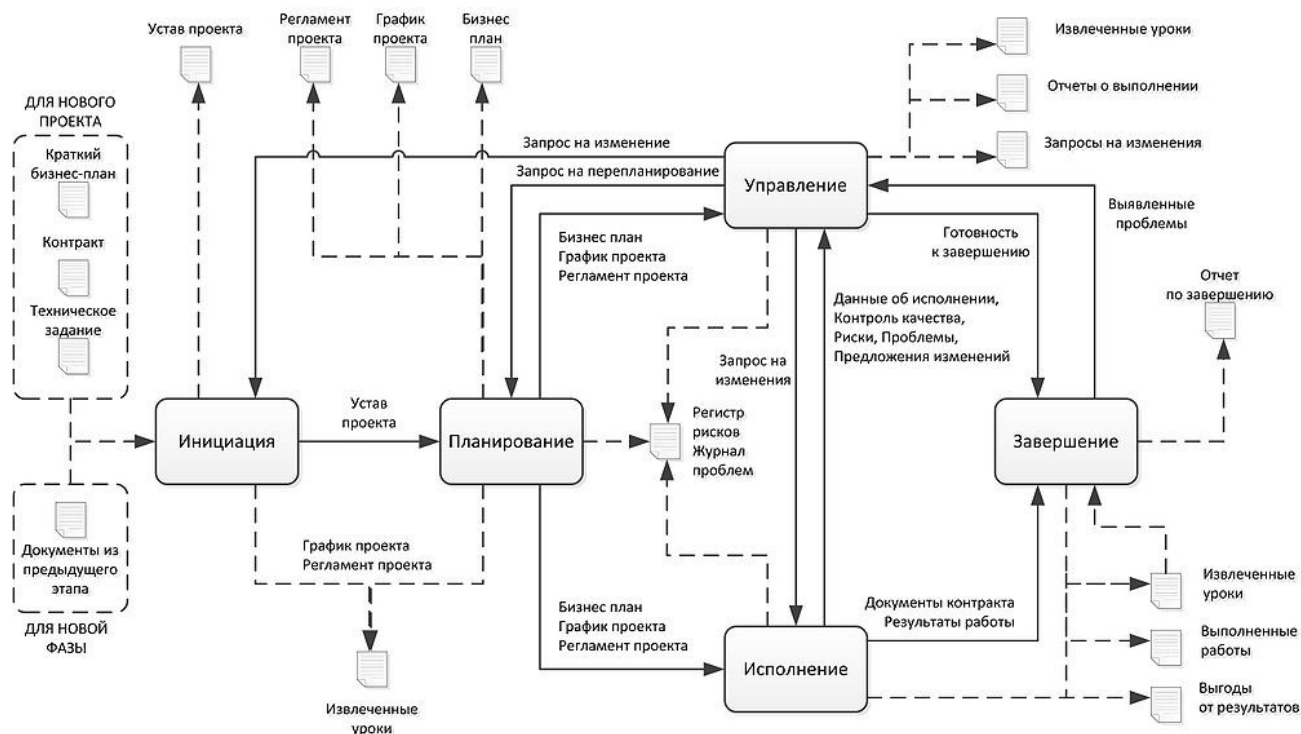 Устав проекта
Регламент
проекта
График
проекта
Бизнес
план
Извлеченные уроки
Отчеты о выполнении
Запросы на изменения
ДЛЯ НОВОГО
ПРОЕКТА
Краткий
бизнес-план
Контракт
Техническое
задание
Запрос на изменение
Запрос на перепланирование
Управление
Бизнес план
График проекта
Регламент проекта
Готовность
к завершению
Выявленные
проблемы
Данные об исполнении,
Контроль качества,
Риски, Проблемы,
Предложения изменений
Запрос на
изменения
Отчет
по завершению
Инициация
Устав
проекта
Планирование
Регистр
рисков
Журнал
проблем
Завершение
Документы из
предыдущего
этапа
ДЛЯ НОВОЙ
ФАЗЫ
График проекта
Регламент проекта
Извлеченные
уроки
Бизнес план
График проекта
Регламент проекта
Исполнение
Документы контракта
Результаты работы
Извлеченные
уроки
Выполненные
работы
Выгоды
от результатов